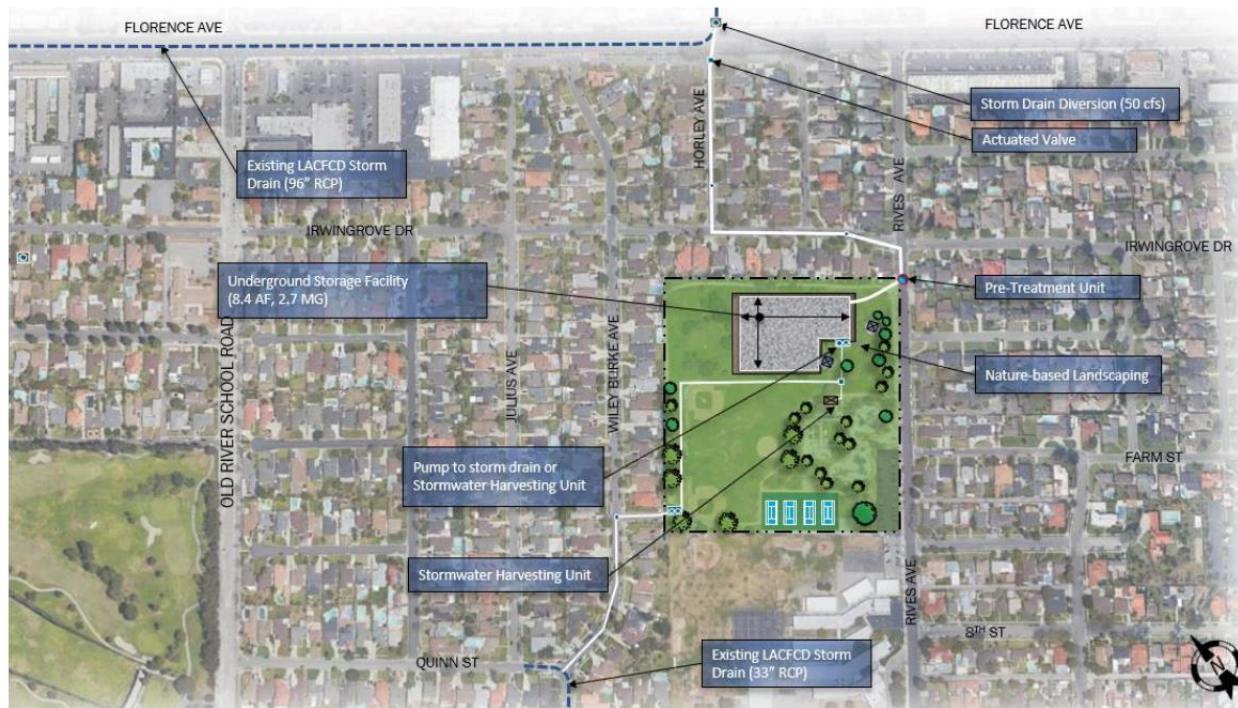 FLORENCE AVE
FLORENCE AVE
Storm Drain Diversion (50 cfs)
Actuated Valve
HORLEY AVE
Existing LACFCD Storm
Drain (96" RCP)
RIVES AVE
IRWINGROVE DR
IRWINGROVE DR
Underground Storage Facility
(8.4 AF, 2.7 MG)
Pre-Treatment Unit
OLD RIVER SCHOOL ROAD
JULIUS AVE
WILEY BURKE AVE
Nature-based Landscaping
Pump to storm drain or
Stormwater Harvesting Unit
FARM ST
Stormwater Harvesting Unit
RIVES AVE
8TH ST
QUINN ST
Existing LACFCD Storm
Drain (33" RCP)
N